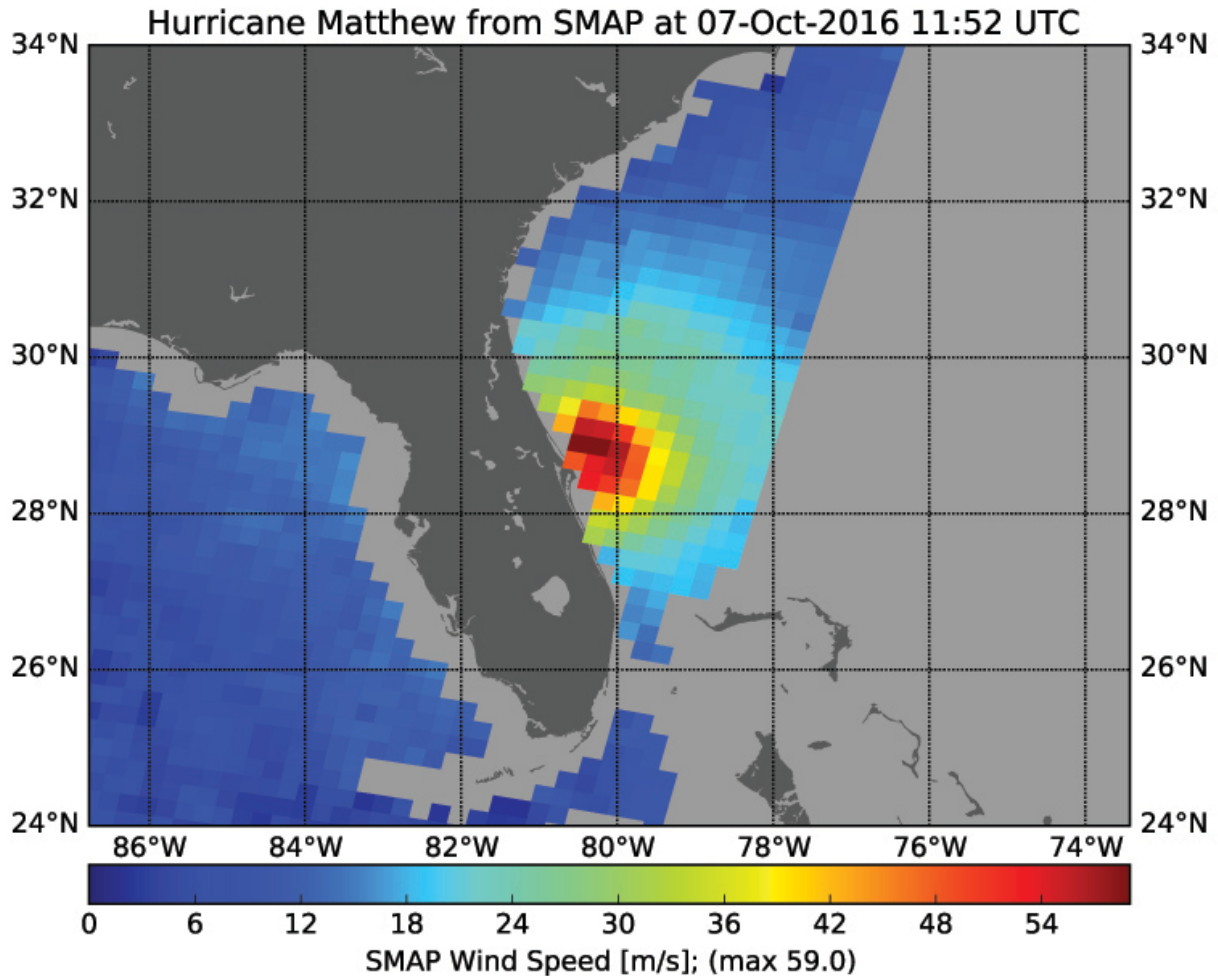 Hurricane Matthew from SMAP at 07-Oct-2016 11:52 UTC
34°N 34°N
32°N 32°N
30°N 30°N
28°N 28°N
26°N 26°N
24°N 24°N
86°W 84°W 82°W 80°W 78°W 76°W 74°W
0 6 12 18 24 30 36 42 48 54
SMAP Wind Speed [m/s]; (max 59.0)